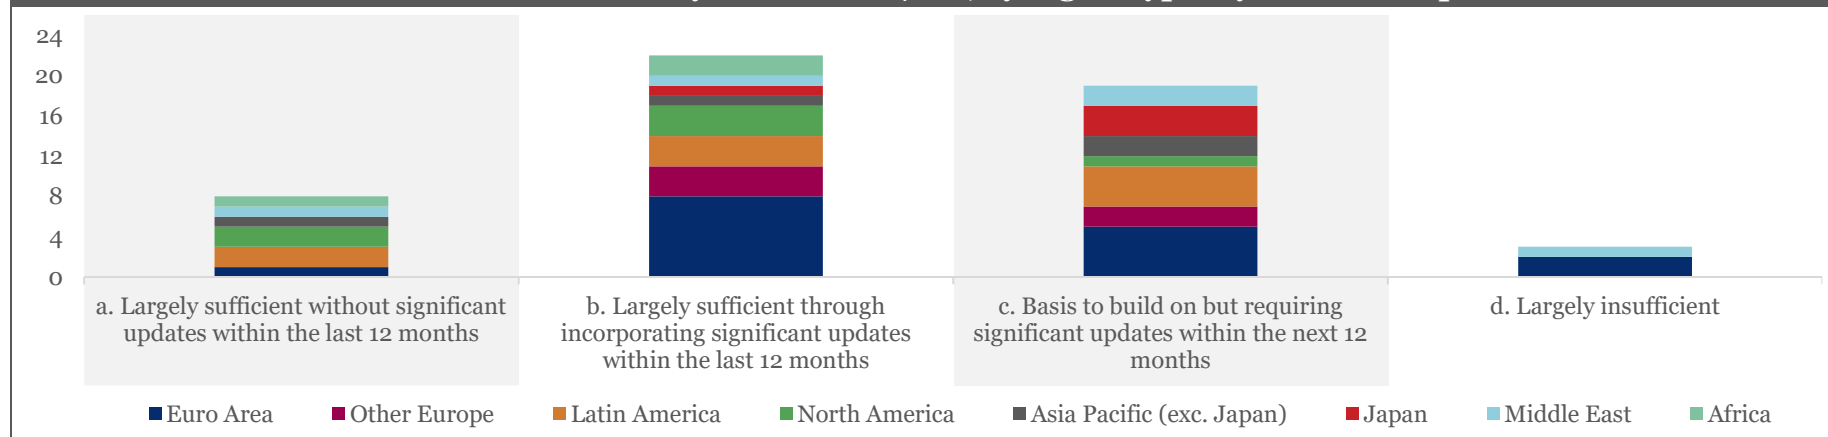 24
20
16
12
8
4
0
a. Largely sufficient without significant
updates within the last 12 months
b. Largely sufficient through
incorporating significant updates
within the last 12 months
c. Basis to build on but requiring
significant updates within the next 12
months
d. Largely insufficient
Euro Area
Other Europe
Latin America
North America
Asia Pacific (exc. Japan)
Japan
Middle East
Africa